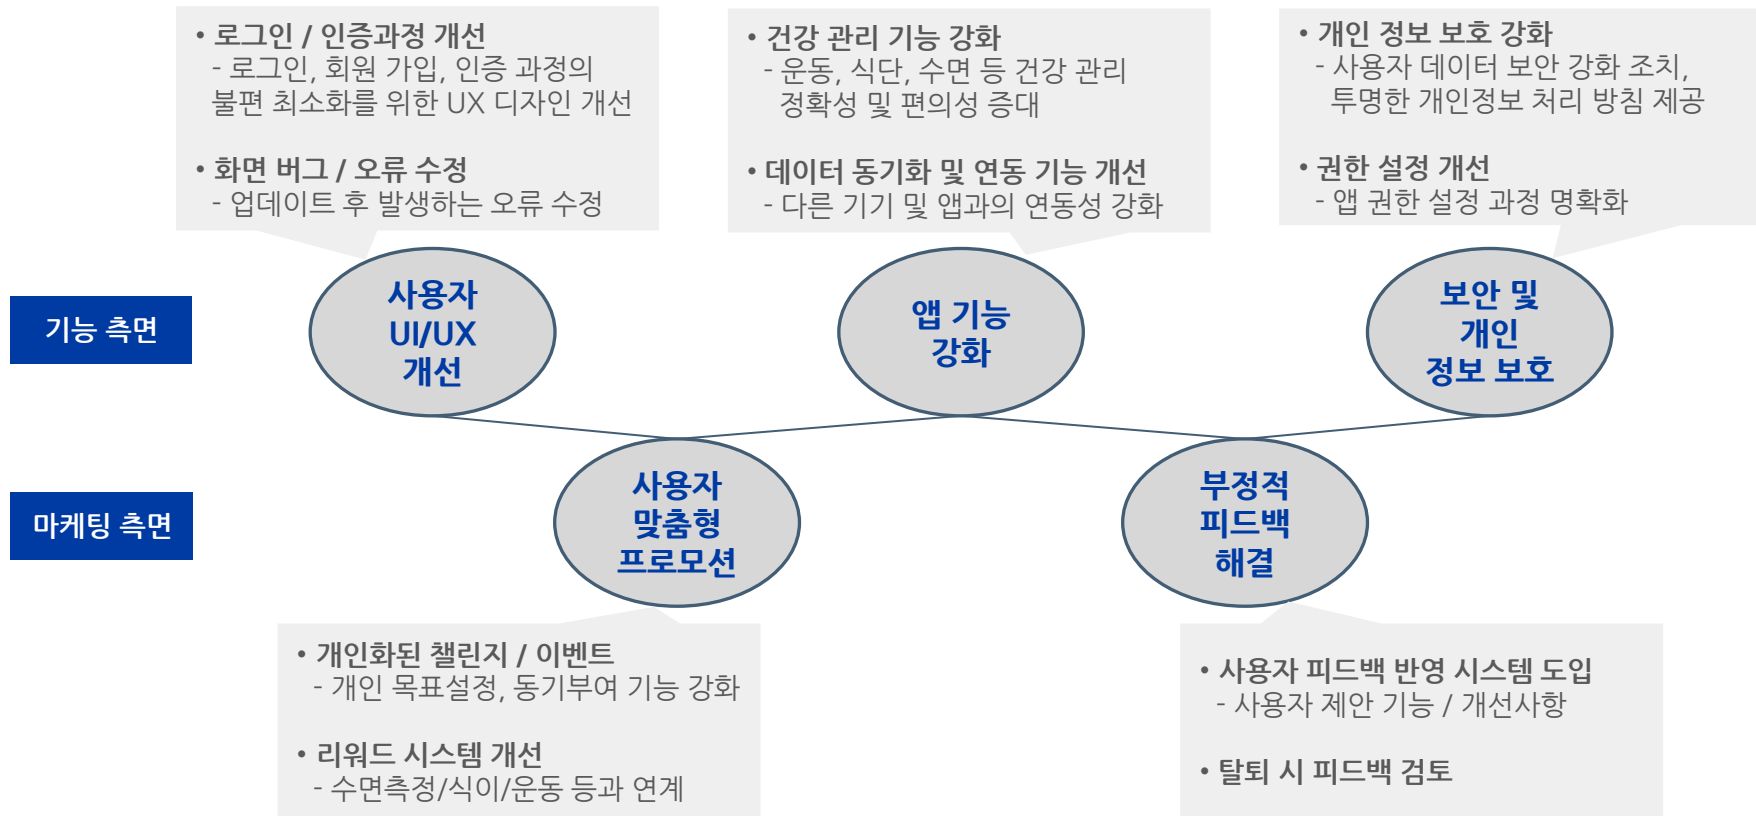 • 로그인 / 인증과정 개선
- 로그인, 회원 가입, 인증 과정의
불편 최소화를 위한 UX 디자인 개선
• 화면 버그 / 오류 수정
- 업데이트 후 발생하는 오류 수정
• 건강 관리 기능 강화
- 운동, 식단, 수면 등 건강 관리
정확성 및 편의성 증대
• 데이터 동기화 및 연동 기능 개선
- 다른 기기 및 앱과의 연동성 강화
• 개인 정보 보호 강화
- 사용자 데이터 보안 강화 조치,
투명한 개인정보 처리 방침 제공
• 권한 설정 개선
- 앱 권한 설정 과정 명확화
기능 측면
사용자
UI/UX
개선
앱 기능
강화
보안 및
개인
정보 보호
마케팅 측면
사용자
맞춤형
프로모션
부정적
피드백
해결
• 개인화된 챌린지 / 이벤트
- 개인 목표설정, 동기부여 기능 강화
• 리워드 시스템 개선
- 수면측정/식이/운동 등과 연계
• 사용자 피드백 반영 시스템 도입
- 사용자 제안 기능 / 개선사항
• 탈퇴 시 피드백 검토